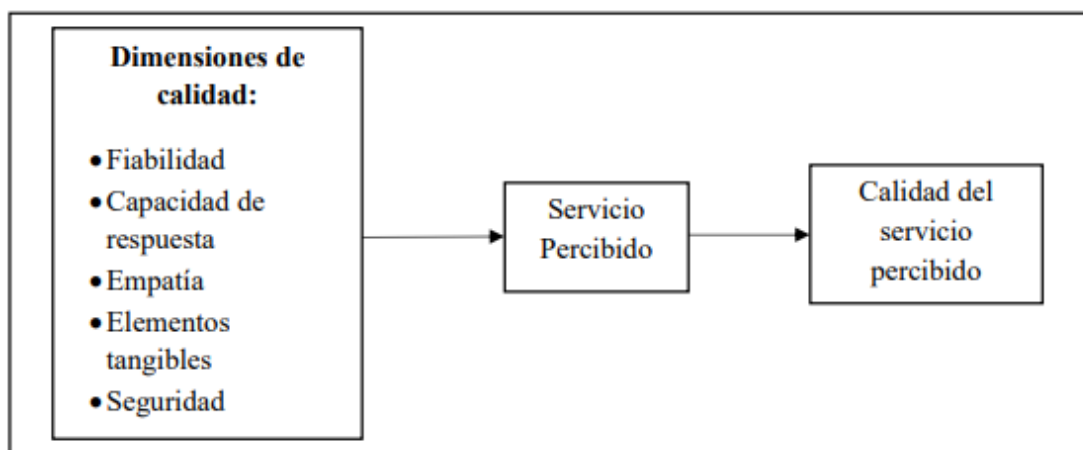 Dimensiones de
calidad:
• Fiabilidad
• Capacidad de
respuesta
• Empatía
• Elementos
tangibles
• Seguridad
Servicio
Percibido
Calidad del
servicio
percibido